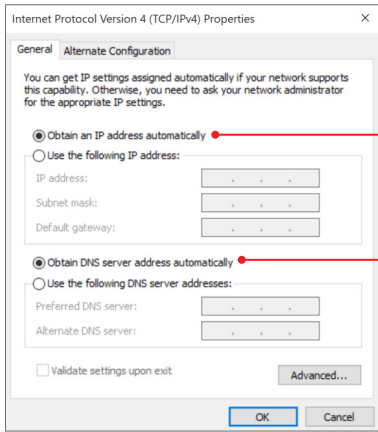 Internet Protocol Version 4 (TCP/IPv4) Properties
General
Alternate Configuration
You can get IP settings assigned automatically if your network supports
this capability. Otherwise, you need to ask your network administrator
for the appropriate IP settings.
Obtain an IP address automatically
Use the following IP address:
IP address:
Subnet mask:
Default gateway:
Obtain DNS server address automatically
Use the following DNS server addresses:
Preferred DNS server:
Alternate DNS server:
Validate settings upon exit
Advanced...
OK
Cancel